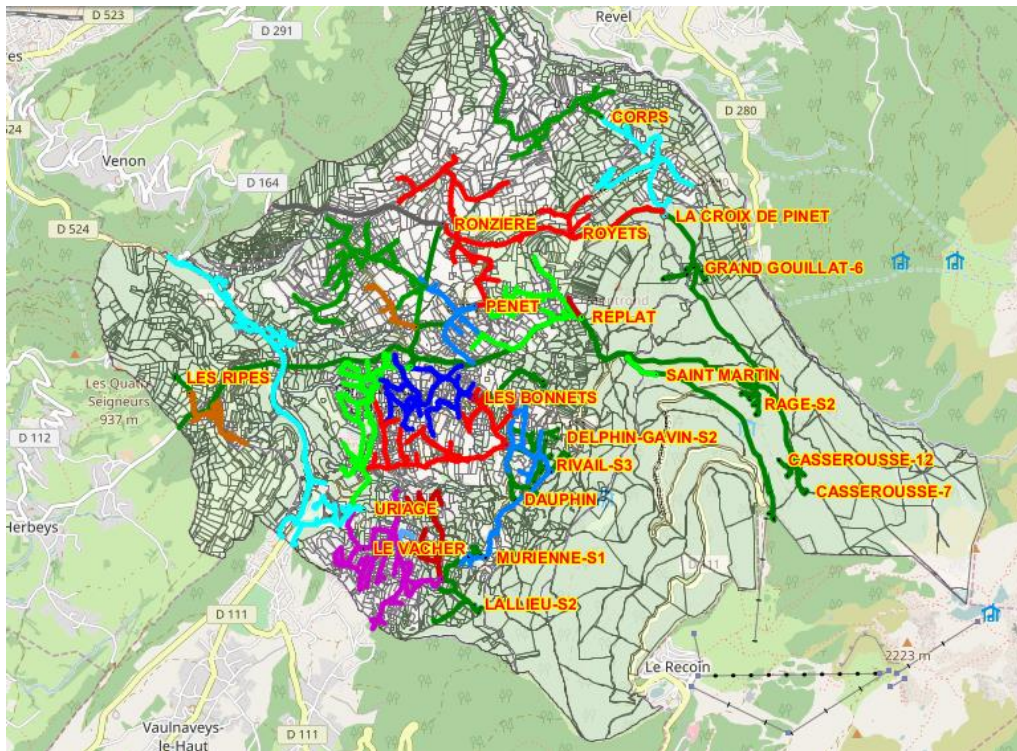 D 523
Revel
D 291
D 280
CORPS
Venon
D 164
LA CROIX DE PINET
RONZIERE
ROYETS
D 524
GRAND GOUILLAT-6
PENET
REPLAT
LES RIPES
SAINT MARTIN
Les Quatre
Seigneurs
937 m
LES BONNETS
RAGE-S2
D 112
DELPHIN-GAVIN-S2
RIVAIL-S3
CASSEROUSSE-12
CASSEROUSSE-7
DAUPHIN
URIAGE
Herbeys
LE VACHER
MURIENNE-S1
D 111
LALLIEU-S2
Le Recoin
2223 m
Vaulnaveys-
le-Haut
D 111